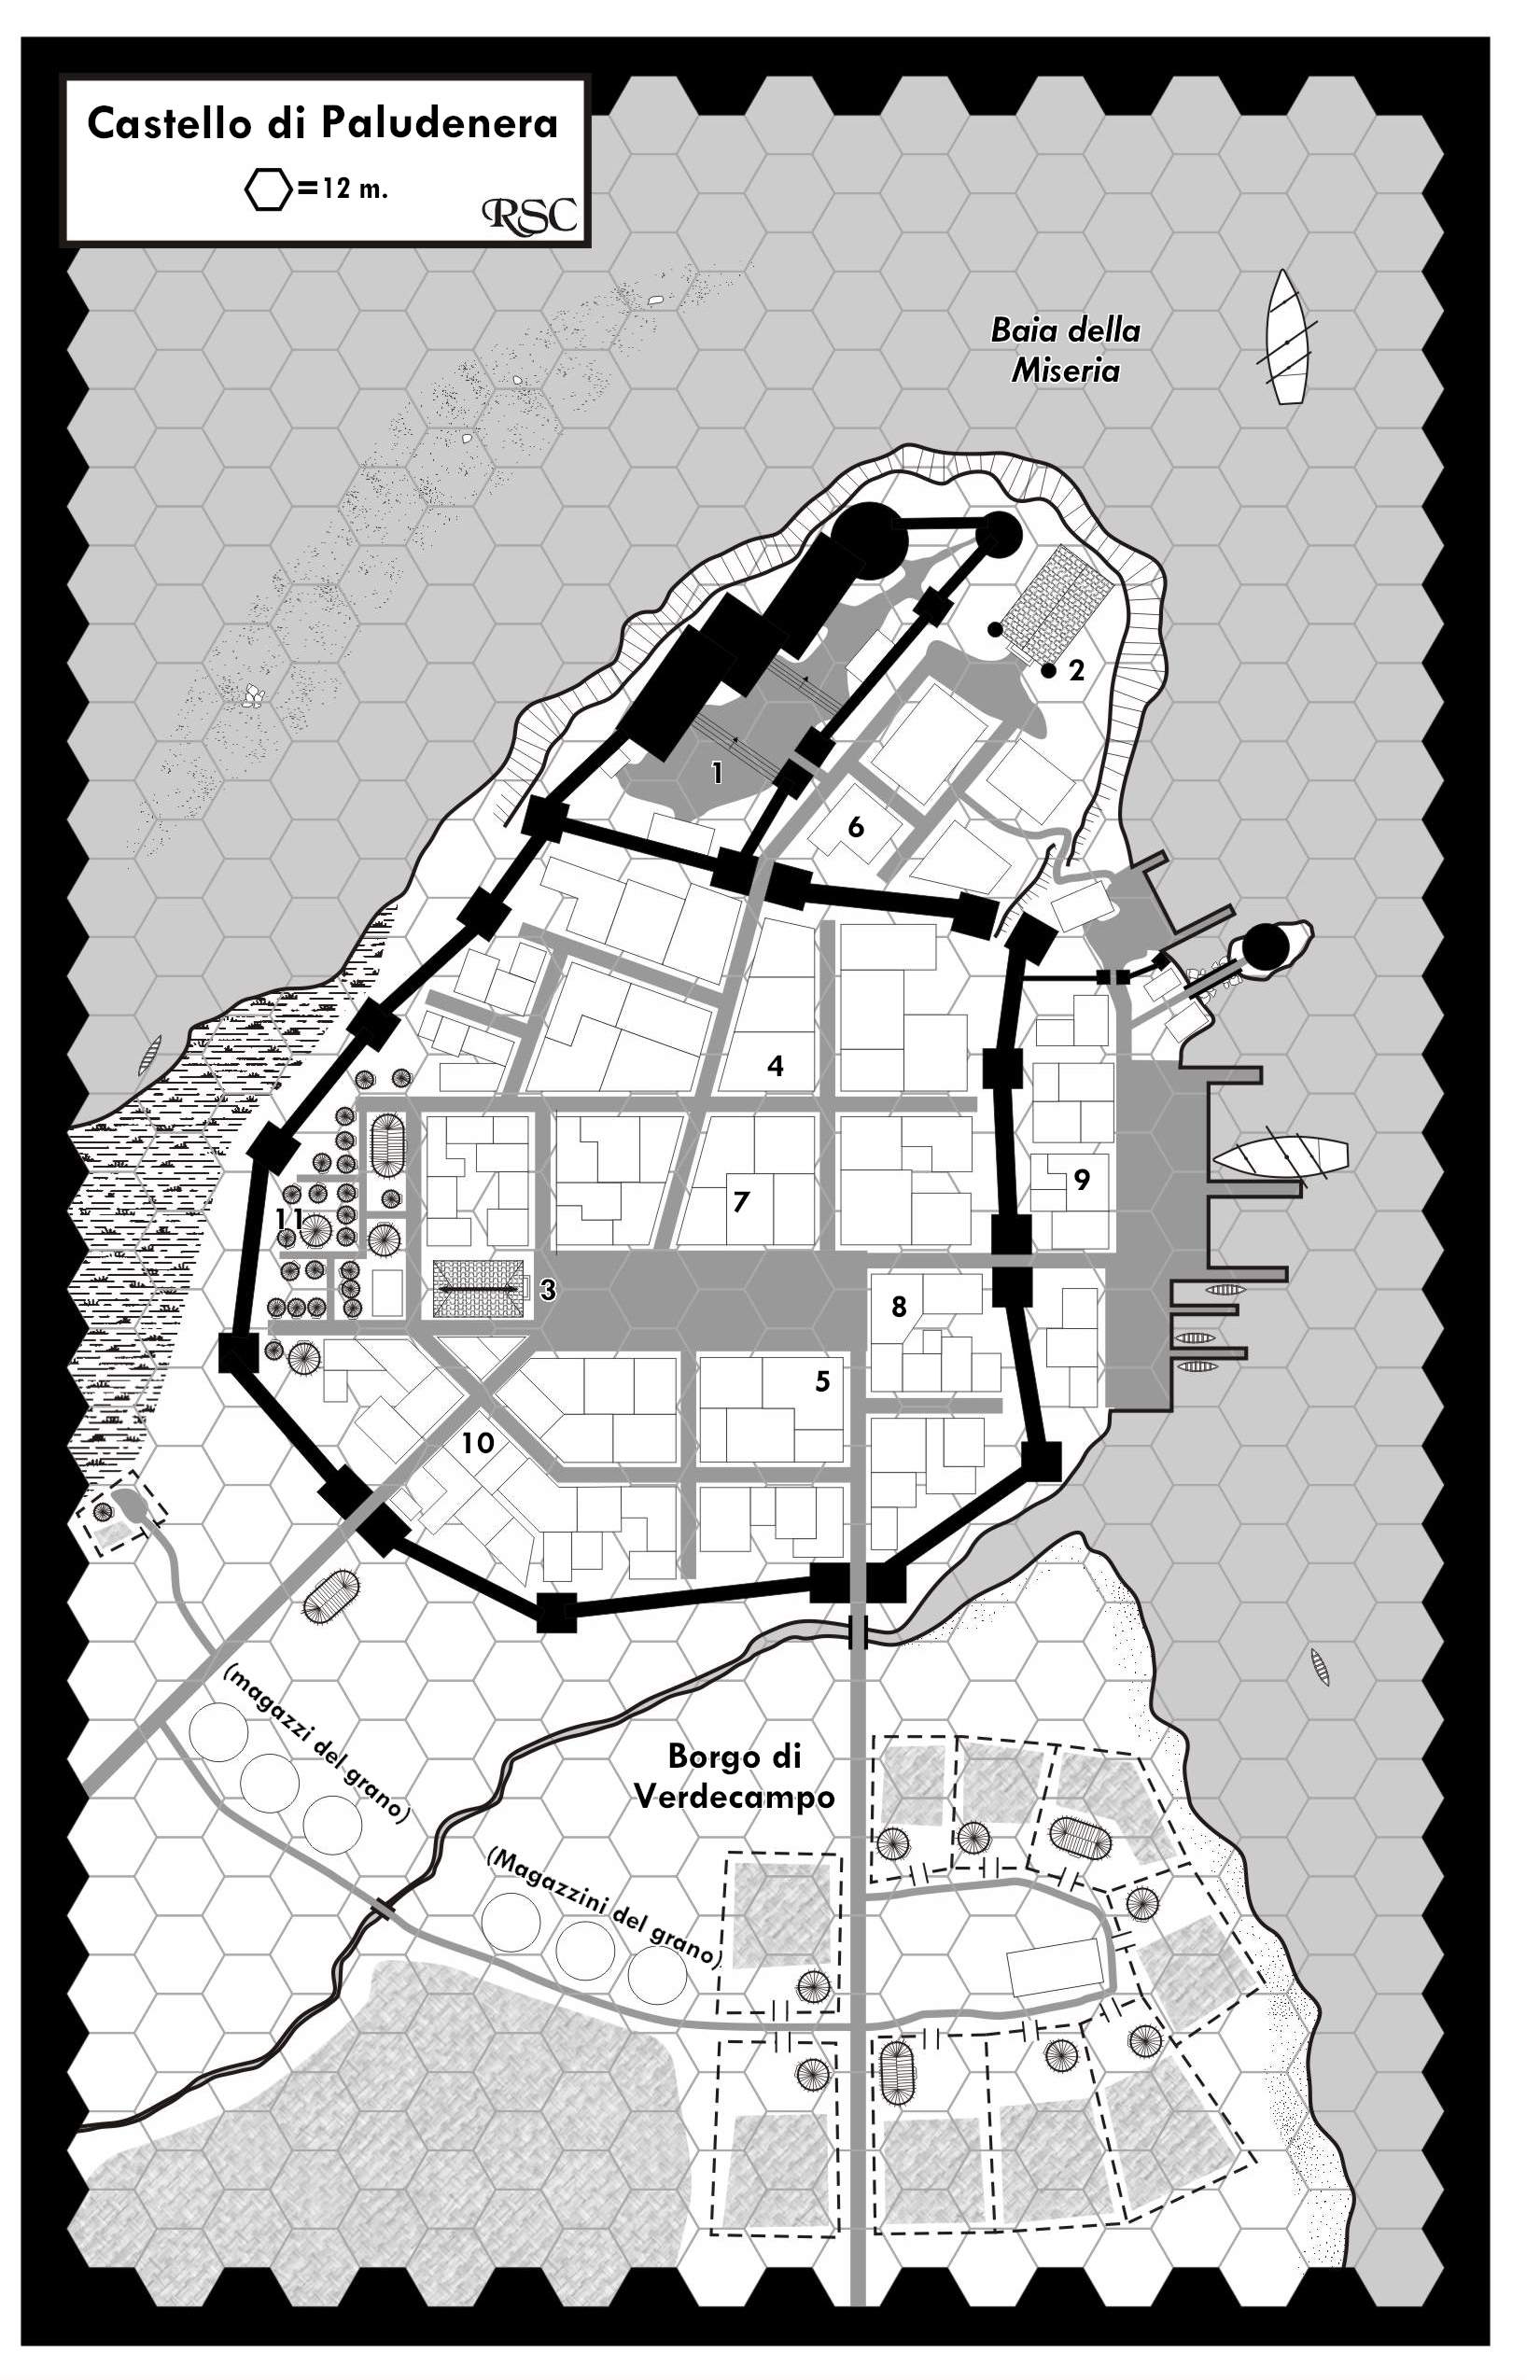 Castello di Paludenera
=12 m.
RSC
Baia della
Miseria
1
2
6
4
9
7
11
3
8
5
10
(magazzi del grano)
Borgo di
Verdecampo
(Magazzini del grano)